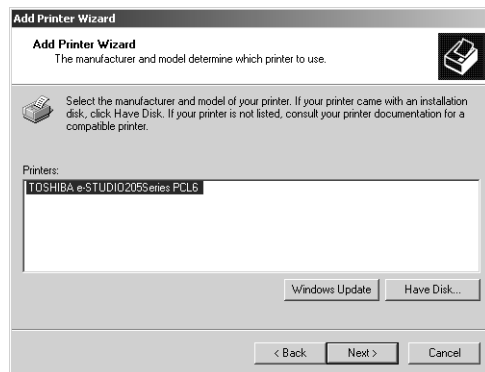 Add Printer Wizard
Add Printer Wizard
The manufacturer and model determine which printer to use.
Select the manufacturer and model of your printer. If your printer came with an installation
disk, click Have Disk. If your printer is not listed, consult your printer documentation for a
compatible printer.
Printers:
TOSHIBA e-STUDIO205Series PCL6
Windows Update
Have Disk...
< Back
Next >
Cancel